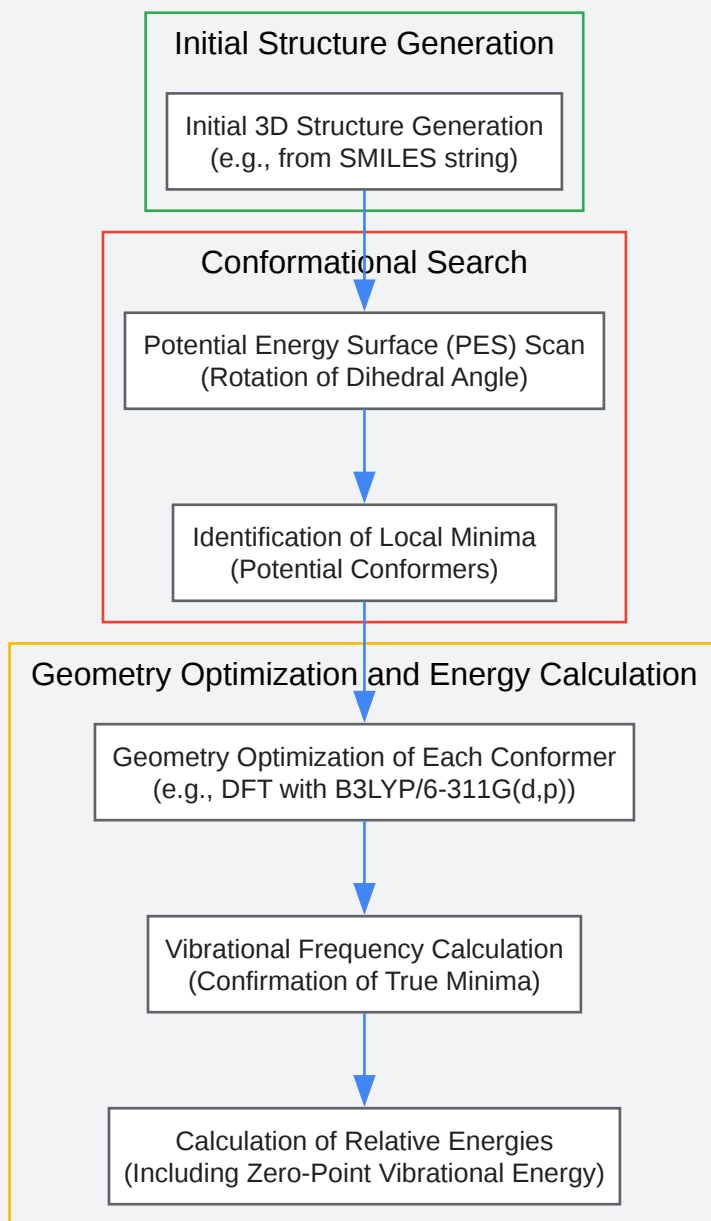 Initial Structure Generation
Initial 3D Structure Generation
(e.g., from SMILES string)
Conformational Search
Potential Energy Surface (PES) Scan
(Rotation of Dihedral Angle)
Identification of Local Minima
(Potential Conformers)
Geometry Optimization and Energy Calculation
Geometry Optimization of Each Conformer
(e.g., DFT with B3LYP/6-311G(d,p))
Vibrational Frequency Calculation
(Confirmation of True Minima)
Calculation of Relative Energies
(Including Zero-Point Vibrational Energy)